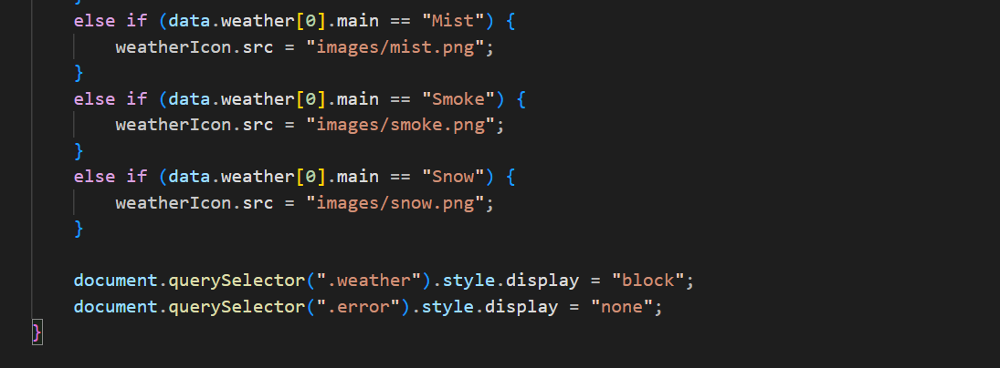 }
else if (data.weather[0].main == "Mist") {
    weatherIcon.src = "images/mist.png";
}
else if (data.weather[0].main == "Smoke") {
    weatherIcon.src = "images/smoke.png";
}
else if (data.weather[0].main == "Snow") {
    weatherIcon.src = "images/snow.png";
}

document.querySelector(".weather").style.display = "block";
document.querySelector(".error").style.display = "none";
}